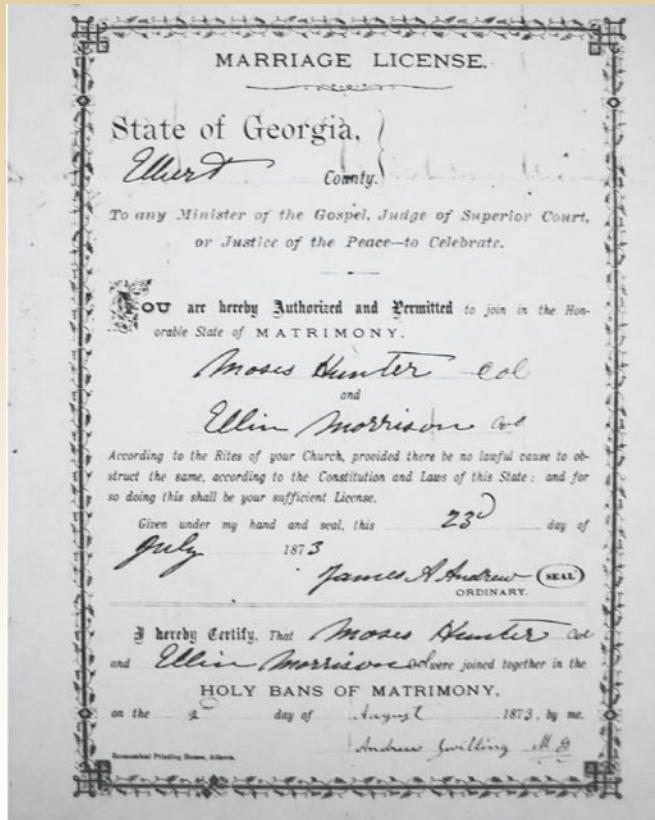 MARRIAGE LICENSE.
State of Georgia,
Elbert County.
To any Minister of the Gospel, Judge of Superior Court,
or Justice of the Peace—to Celebrate.
YOU are hereby Authorized and Permitted to join in the Hon-
orable State of MATRIMONY.
Moses Hunter Col
and
Ellin Morrison Col
According to the Rites of your Church, provided there be no lawful cause to ob-
struct the same, according to the Constitution and Laws of this State; and for
so doing this shall be your sufficient License.
Given under my hand and seal, this 23d day of
July 1873
James A Andrew SEAL
ORDINARY.
I hereby Certify, That Moses Hunter Col
and Ellin Morrison Col were joined together in the
HOLY BANS OF MATRIMONY,
on the day of August 1873, by me.
Andrew M G
Economical Printing House, Atlanta.